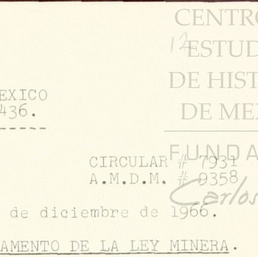 CENTRO
12
ESTUD
DE HIST
DE ME
EXICO
436.
FUNDA
CIRCULAR # 7931
A.M.D.M. # 0358
Carlos
de diciembre de 1966.
AMENTO DE LA LEY MINERA.